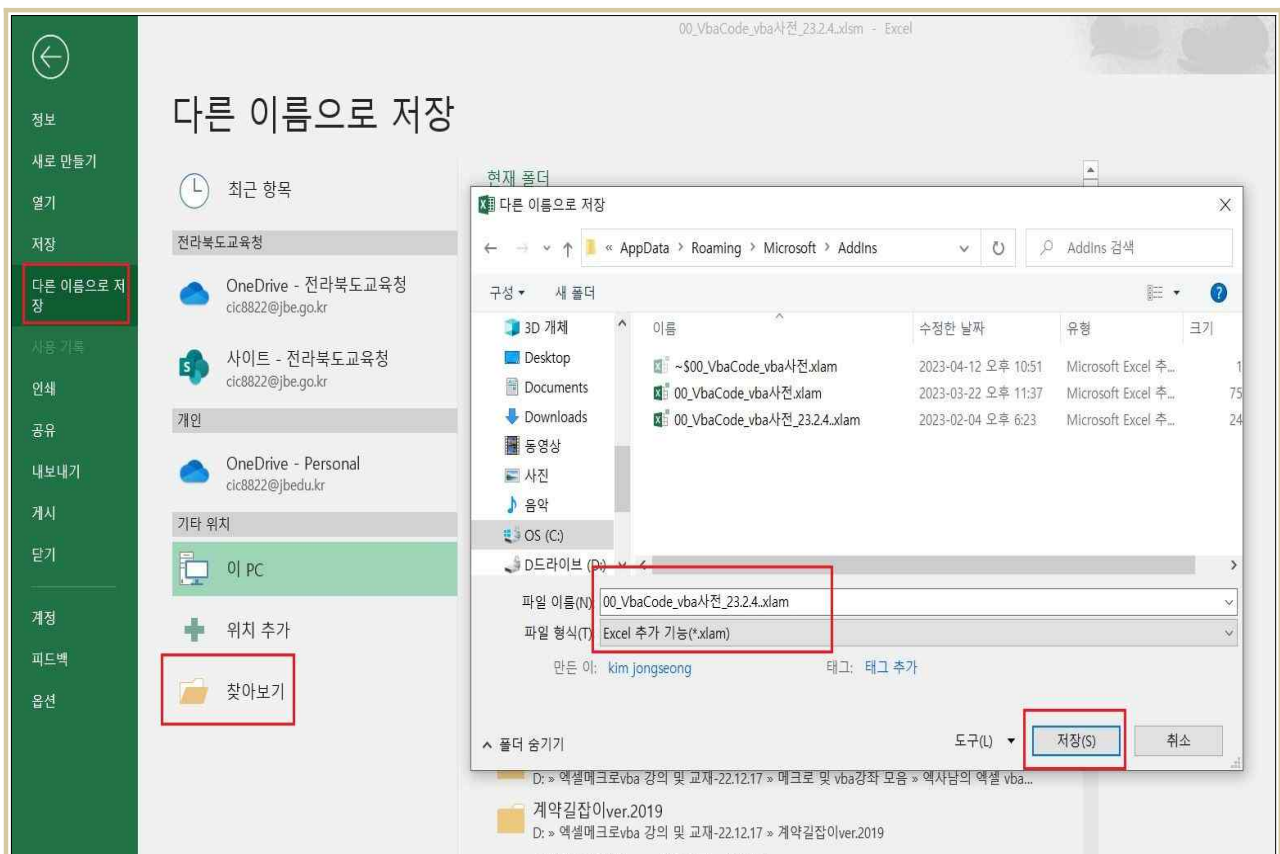 00_VbaCode_vba사전_23.2.4..xlsm - Excel
정보
새로 만들기
열기
저장
다른 이름으로 저
장
사용 기록
인쇄
공유
내보내기
게시
닫기
계정
피드백
옵션
다른 이름으로 저장
최근 항목
전라북도교육청
OneDrive - 전라북도교육청
cic8822@jbe.go.kr
사이트 - 전라북도교육청
cic8822@jbe.go.kr
개인
OneDrive - Personal
cic8822@jbedu.kr
기타 위치
이 PC
위치 추가
찾아보기
현재 폴더
다른 이름으로 저장
« AppData > Roaming > Microsoft > AddIns
AddIns 검색
구성 새 폴더
3D 개체
Desktop
Documents
Downloads
동영상
사진
음악
OS (C:)
D드라이브 (D:)
이름 수정한 날짜 유형 크기
~$00_VbaCode_vba사전.xlam 2023-04-12 오후 10:51 Microsoft Excel 추... 1
00_VbaCode_vba사전.xlam 2023-03-22 오후 11:37 Microsoft Excel 추... 75
00_VbaCode_vba사전_23.2.4..xlam 2023-02-04 오후 6:23 Microsoft Excel 추... 24
파일 이름(N): 00_VbaCode_vba사전_23.2.4..xlam
파일 형식(T): Excel 추가 기능(*.xlam)
만든 이: kim jongseong 태그: 태그 추가
폴더 숨기기
도구(L) 저장(S) 취소
D: » 엑셀메크로vba 강의 및 교재-22.12.17 » 메크로 및 vba강좌 모음 » 엑사남의 엑셀 vba...
계약길잡이ver.2019
D: » 엑셀메크로vba 강의 및 교재-22.12.17 » 계약길잡이ver.2019